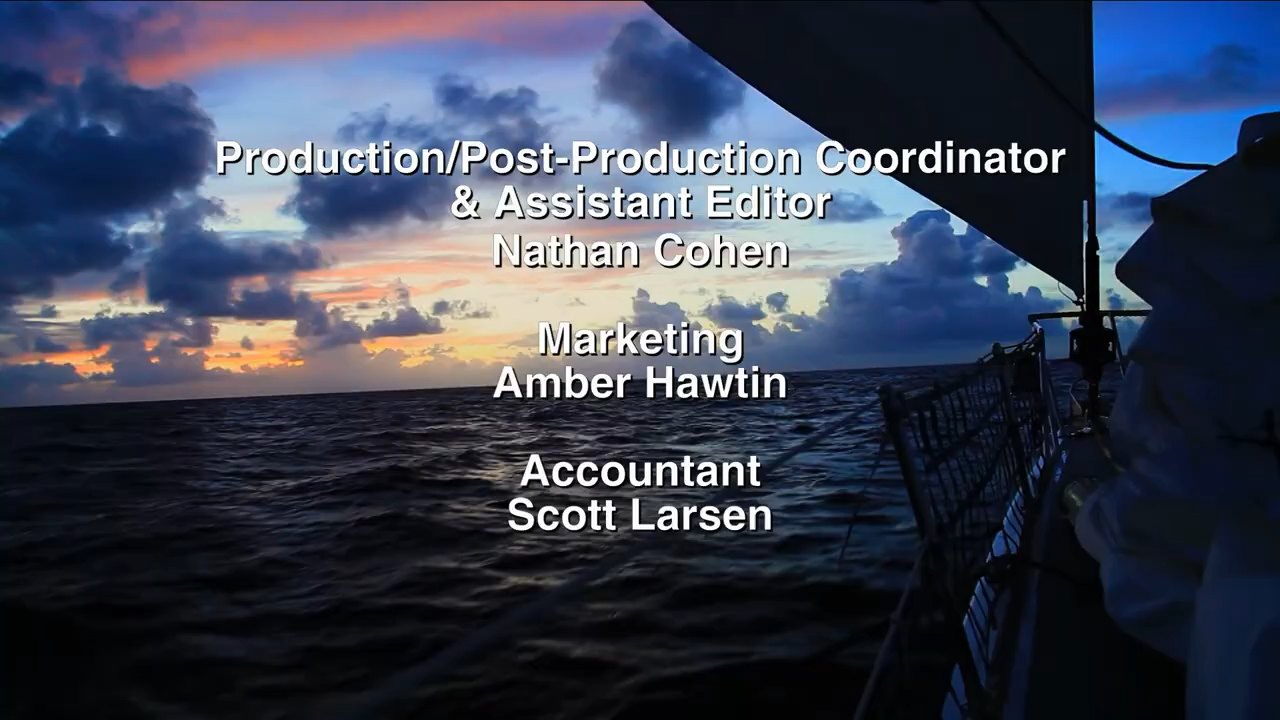 Production/Post-Production Coordinator
& Assistant Editor
Nathan Cohen
Marketing
Amber Hawtin
Accountant
Scott Larsen